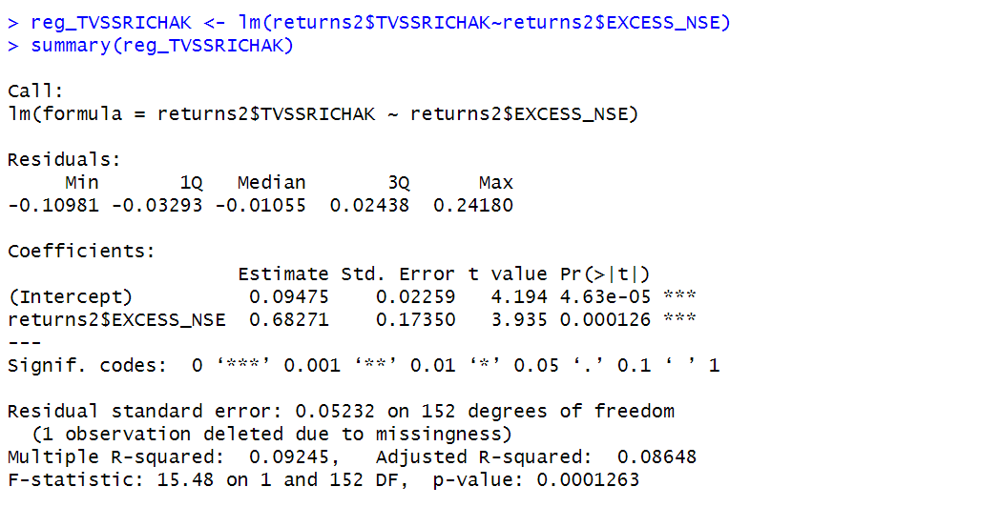 > reg_TVSSRICHAK <- lm(returns2$TVSSRICHAK~returns2$EXCESS_NSE)
> summary(reg_TVSSRICHAK)
Call:
lm(formula = returns2$TVSSRICHAK ~ returns2$EXCESS_NSE)
Residuals:
     Min       1Q   Median       3Q      Max
-0.10981 -0.03293 -0.01055  0.02438  0.24180
Coefficients:
                    Estimate Std. Error t value Pr(>|t|)
(Intercept)          0.09475    0.02259   4.194 4.63e-05 ***
returns2$EXCESS_NSE  0.68271    0.17350   3.935 0.000126 ***
---
Signif. codes:  0 ‘***’ 0.001 ‘**’ 0.01 ‘*’ 0.05 ‘.’ 0.1 ‘ ’ 1
Residual standard error: 0.05232 on 152 degrees of freedom
  (1 observation deleted due to missingness)
Multiple R-squared:  0.09245,	Adjusted R-squared:  0.08648
F-statistic: 15.48 on 1 and 152 DF,  p-value: 0.0001263